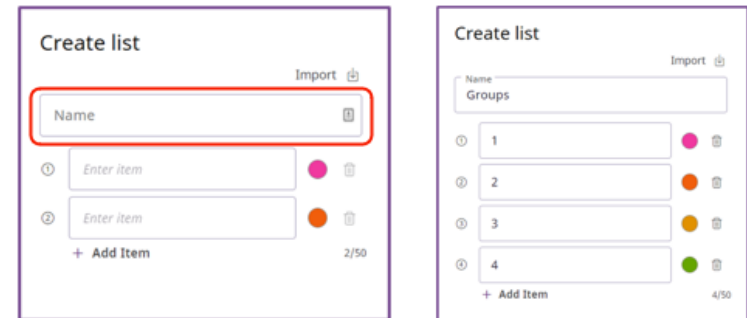 Create list
Import
Name
① Enter item
② Enter item
+ Add Item 2/50
Create list
Import
Name
Groups
① 1
② 2
③ 3
④ 4
+ Add Item 4/50